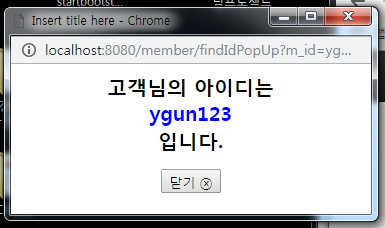 startbootst...
Insert title here - Chrome
localhost:8080/member/findIdPopUp?m_id=yg...
고객님의 아이디는
ygun123
입니다.
닫기 ⓧ